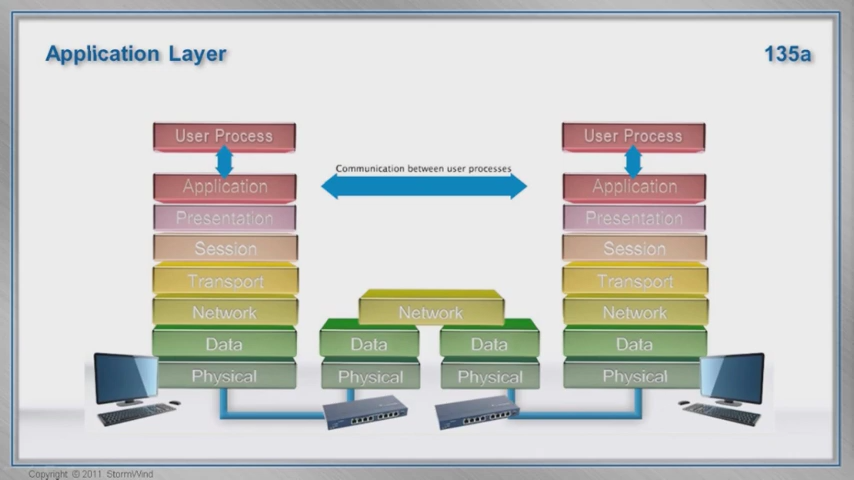 Application Layer
135a
User Process
User Process
Communication between user processes
Application
Application
Presentation
Presentation
Session
Session
Transport
Transport
Network
Network
Network
Data
Data
Data
Data
Physical
Physical
Physical
Physical
Copyright © 2011 StormWind